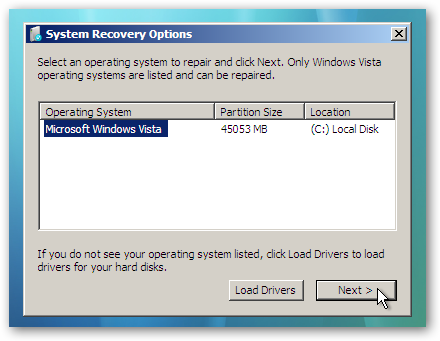 System Recovery Options
Select an operating system to repair and click Next. Only Windows Vista
operating systems are listed and can be repaired.
Operating System Partition Size Location
Microsoft Windows Vista 45053 MB (C:) Local Disk
If you do not see your operating system listed, click Load Drivers to load
drivers for your hard disks.
Load Drivers Next >